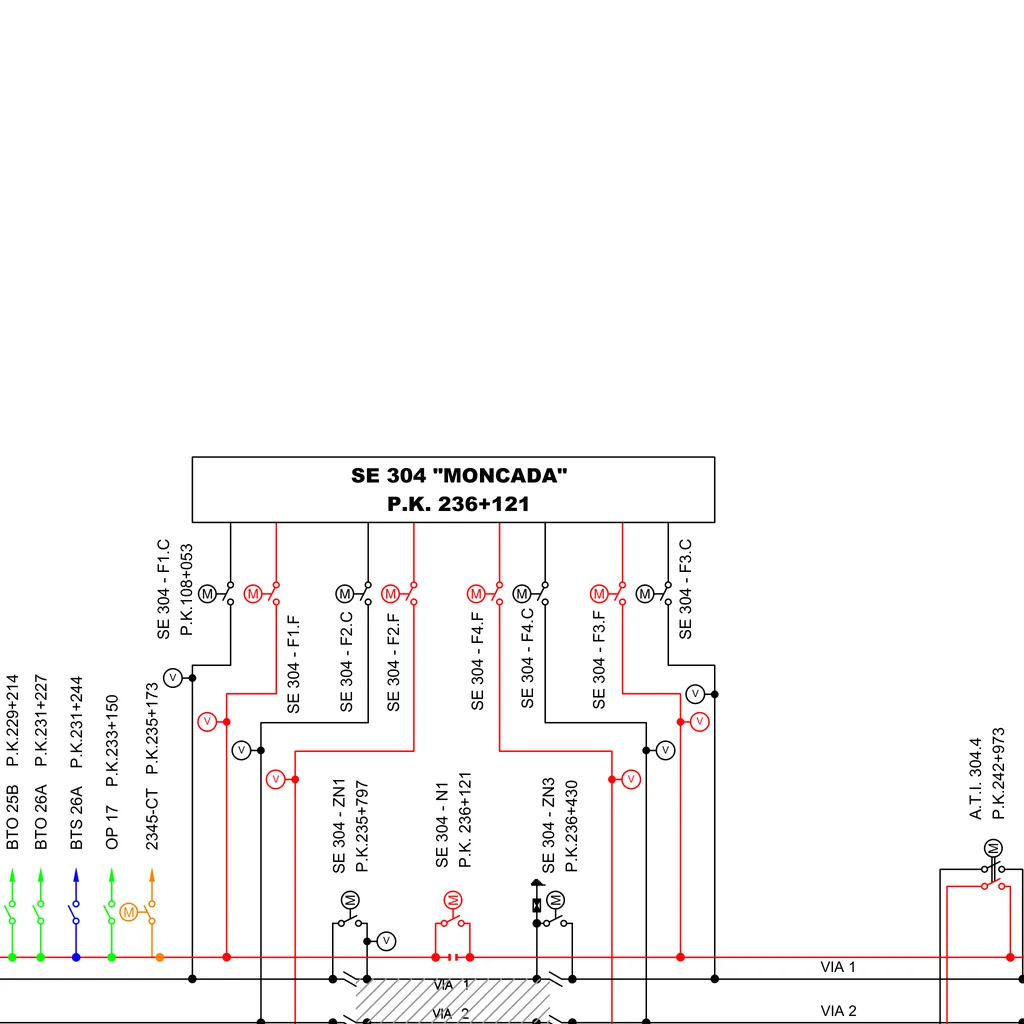 SE 304 "MONCADA"
P.K. 236+121
SE 304 - F1.C
P.K.108+053
SE 304 - F1.F
SE 304 - F2.C
SE 304 - F2.F
SE 304 - F4.F
SE 304 - F4.C
SE 304 - F3.F
SE 304 - F3.C
M
M
M
M
M
M
M
M
V
V
V
V
V
V
V
V
BTO 25B P.K.229+214
BTO 26A P.K.231+227
BTS 26A P.K.231+244
OP 17 P.K.233+150
2345-CT P.K.235+173
M
SE 304 - ZN1
P.K.235+797
M
V
SE 304 - N1
P.K. 236+121
M
SE 304 - ZN3
P.K.236+430
M
A.T.I. 304.4
P.K.242+973
M
VIA 1
VIA 1
VIA 2
VIA 2